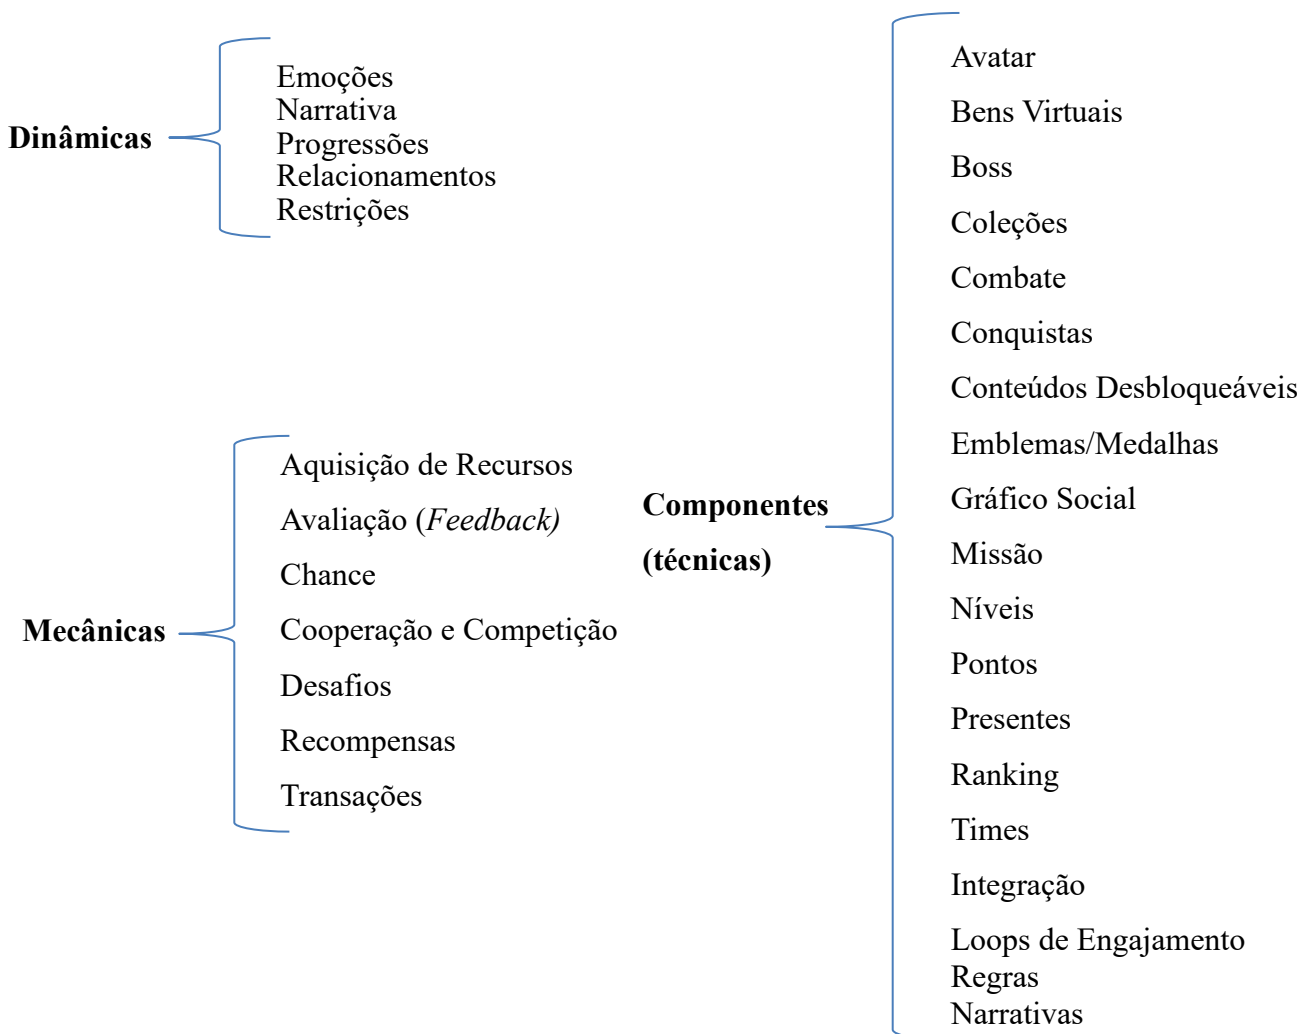 Dinâmicas
Emoções
Narrativa
Progressões
Relacionamentos
Restrições
Mecânicas
Aquisição de Recursos
Avaliação (Feedback)
Chance
Cooperação e Competição
Desafios
Recompensas
Transações
Componentes
(técnicas)
Avatar
Bens Virtuais
Boss
Coleções
Combate
Conquistas
Conteúdos Desbloqueáveis
Emblemas/Medalhas
Gráfico Social
Missão
Níveis
Pontos
Presentes
Ranking
Times
Integração
Loops de Engajamento
Regras
Narrativas